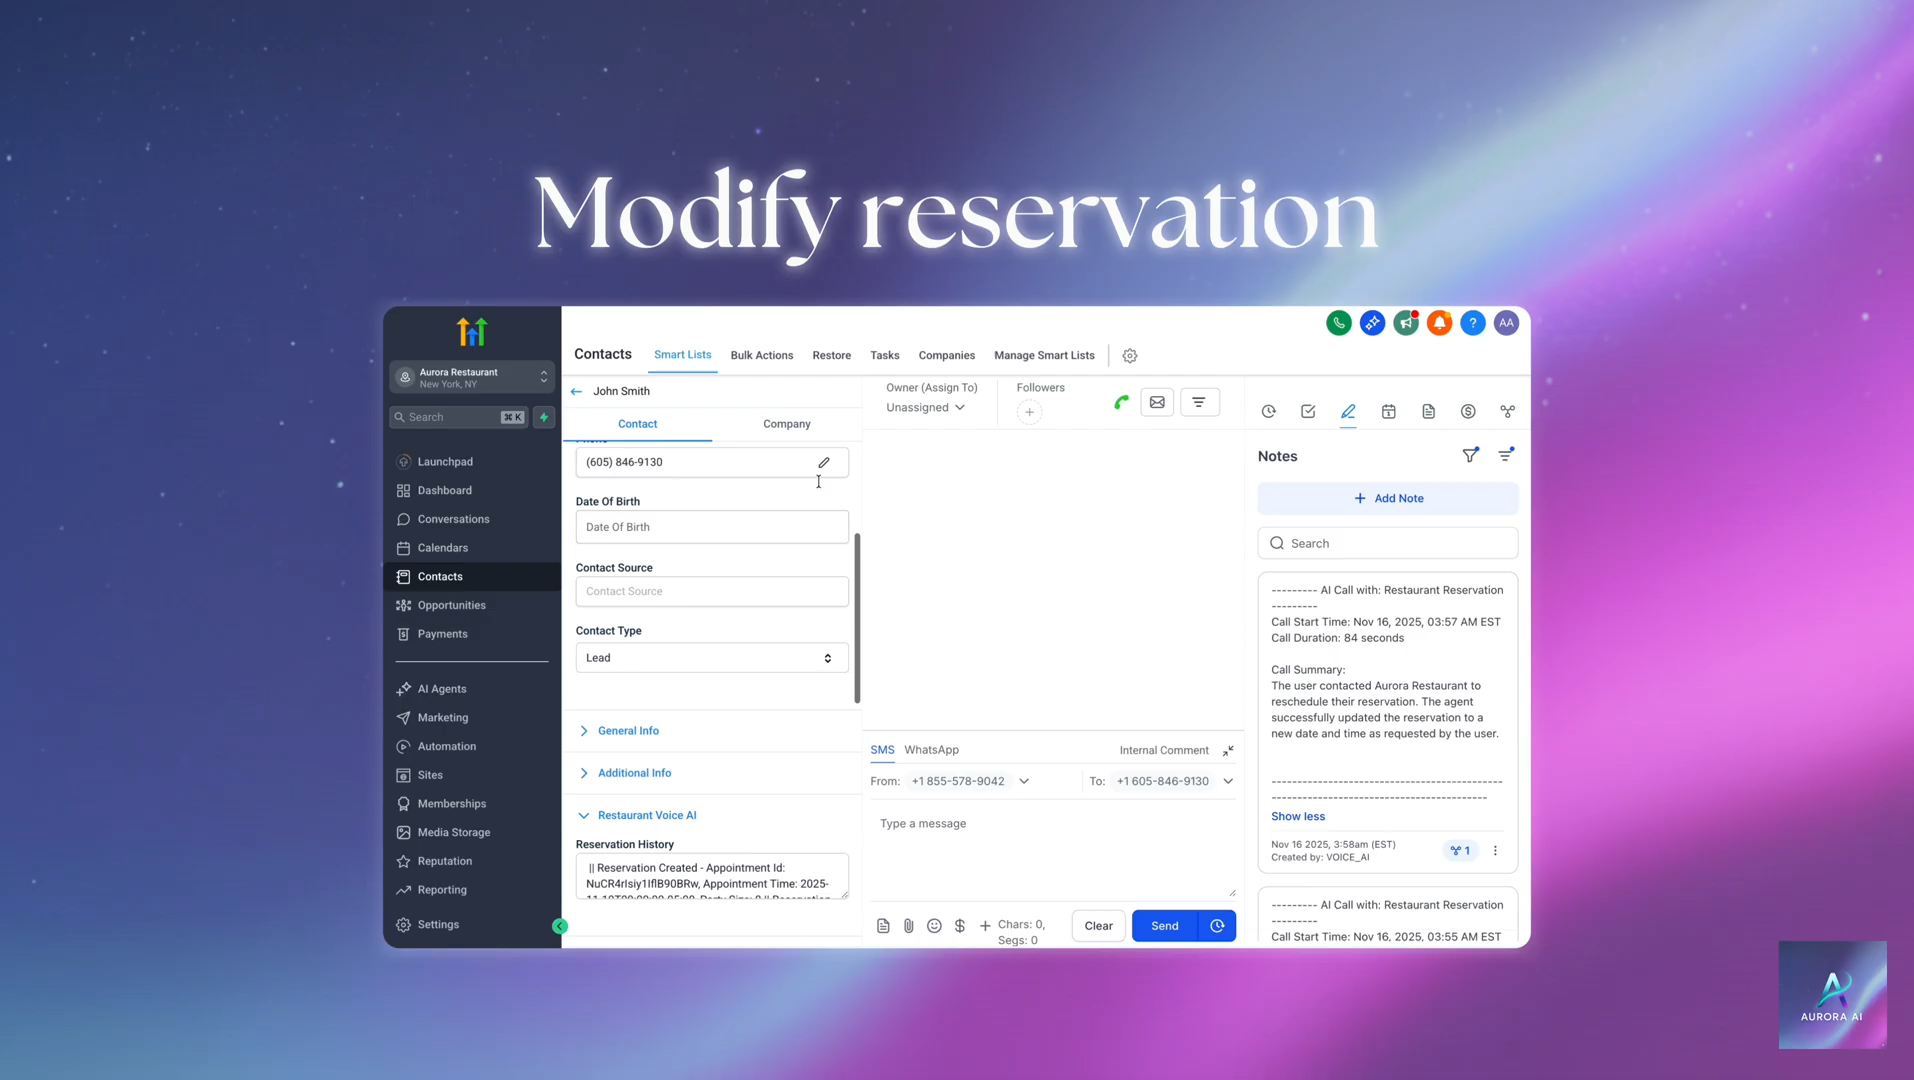 Modify reservation
Aurora Restaurant
New York, NY
Search
⌘ K
Launchpad
Dashboard
Conversations
Calendars
Contacts
Opportunities
Payments
AI Agents
Marketing
Automation
Sites
Memberships
Media Storage
Reputation
Reporting
Settings
AA
Contacts
Smart Lists
Bulk Actions
Restore
Tasks
Companies
Manage Smart Lists
John Smith
Contact
Company
Phone
(605) 846-9130
Date Of Birth
Date Of Birth
Contact Source
Contact Source
Contact Type
Lead
General Info
Additional Info
Restaurant Voice AI
Reservation History
|| Reservation Created - Appointment Id:
Appointment Time: 2025-
Owner (Assign To)
Unassigned
Followers
SMS
WhatsApp
Internal Comment
From: +1 855-578-9042
To: +1 605-846-9130
Type a message
Chars: 0,
Segs: 0
Clear
Send
Notes
+ Add Note
Search
--------- AI Call with: Restaurant Reservation
---------
Call Start Time: Nov 16, 2025, 03:57 AM EST
Call Duration: 84 seconds
Call Summary:
The user contacted Aurora Restaurant to
reschedule their reservation. The agent
successfully updated the reservation to a
new date and time as requested by the user.
----------------------------------------------
-------------------------------------------
Show less
Nov 16 2025, 3:58am (EST)
Created by: VOICE_AI
1
--------- AI Call with: Restaurant Reservation
---------
Call Start Time: Nov 16, 2025, 03:55 AM EST
AURORA AI